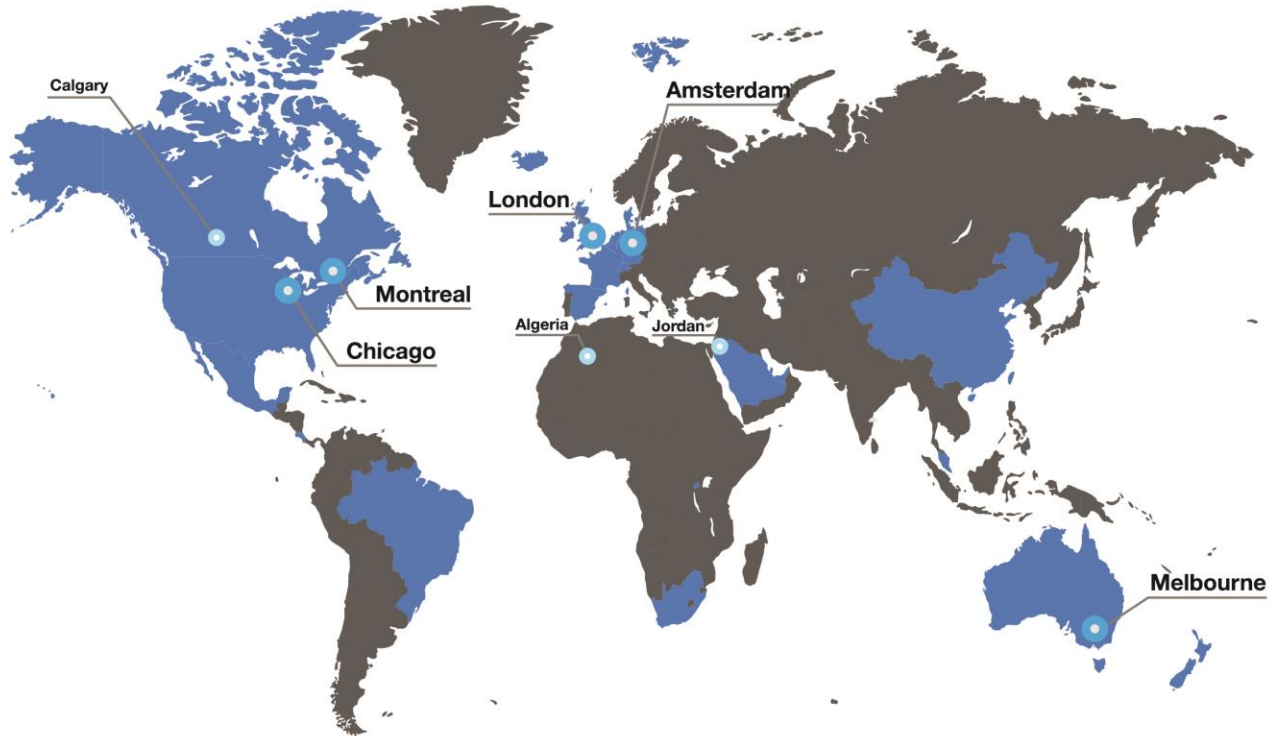 Calgary
Amsterdam
London
Montreal
Algeria
Jordan
Chicago
Melbourne